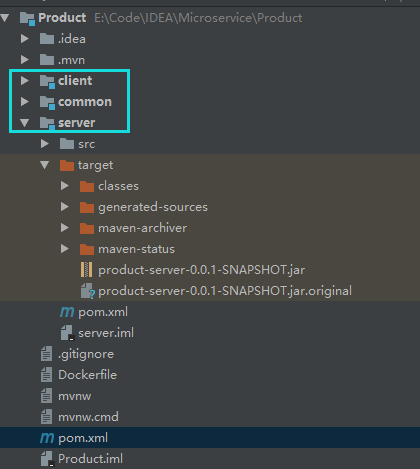 Product E:\Code\IDEA\Microservice\Product
.idea
.mvn
client
common
server
src
target
classes
generated-sources
maven-archiver
maven-status
product-server-0.0.1-SNAPSHOT.jar
product-server-0.0.1-SNAPSHOT.jar.original
m pom.xml
server.iml
.gitignore
Dockerfile
mvnw
mvnw.cmd
m pom.xml
Product.iml